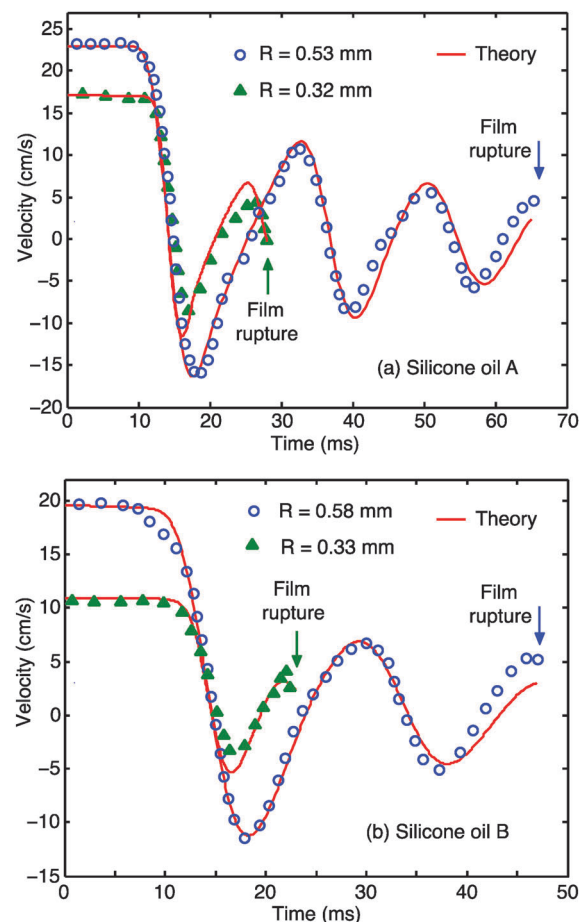 25
20
15
10
5
0
−5
−10
−15
−20
Velocity (cm/s)
R = 0.53 mm
R = 0.32 mm
Theory
Film
rupture
Film
rupture
(a) Silicone oil A
0 10 20 30 40 50 60 70
Time (ms)
20
15
10
5
0
−5
−10
−15
Velocity (cm/s)
R = 0.58 mm
R = 0.33 mm
Theory
Film
rupture
Film
rupture
(b) Silicone oil B
0 10 20 30 40 50
Time (ms)